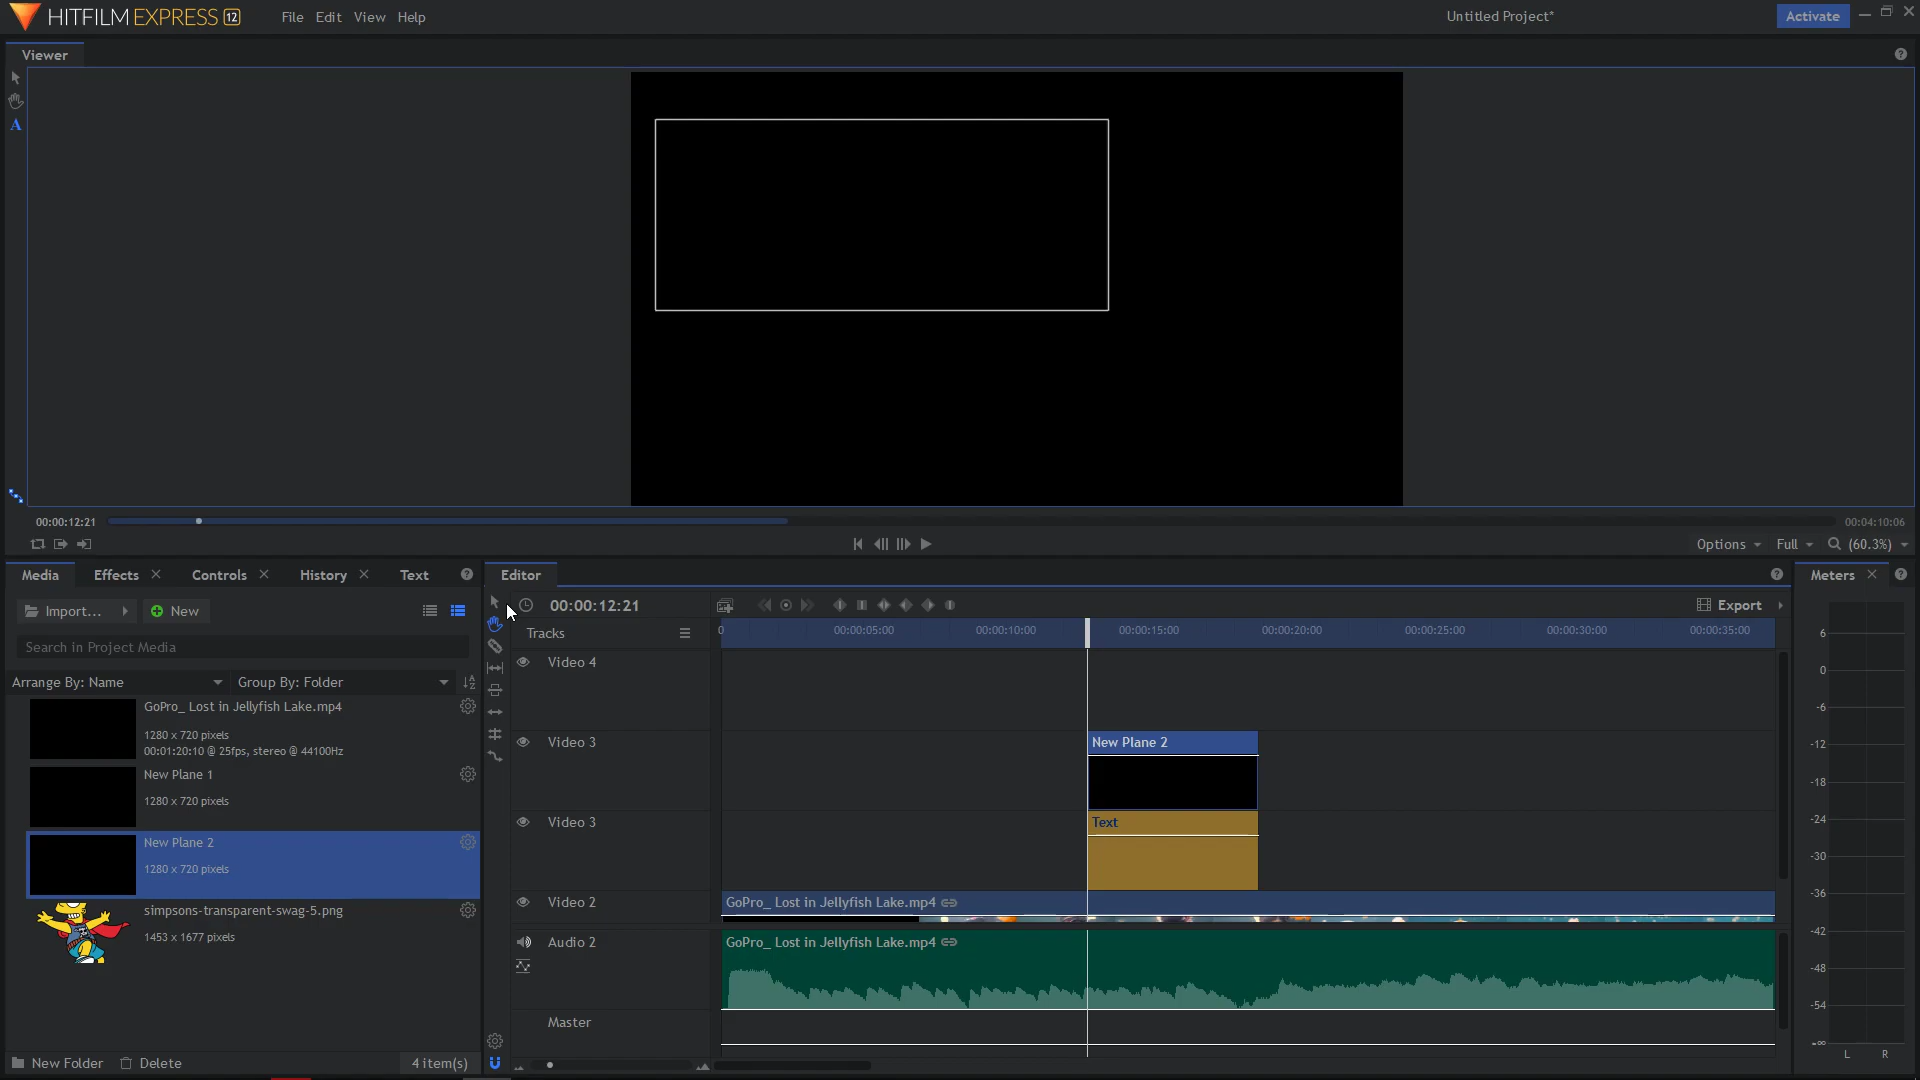 HITFILM EXPRESS 12 File Edit View Help Untitled Project* Activate
Viewer
A
00:00:12:21 00:04:10:06
Options Full (60.3%)
Media Effects Controls History Text Editor Meters
Import... New 00:00:12:21 Export
Tracks 0 00:00:05:00 00:00:10:00 00:00:15:00 00:00:20:00 00:00:25:00 00:00:30:00 00:00:35:00
Search in Project Media
Arrange By: Name Group By: Folder
GoPro_ Lost in Jellyfish Lake.mp4
1280 x 720 pixels
00:01:20:10 @ 25fps, stereo @ 44100Hz
New Plane 1
1280 x 720 pixels
New Plane 2
1280 x 720 pixels
simpsons-transparent-swag-5.png
1453 x 1677 pixels
New Folder Delete 4 item(s)
Video 4
Video 3 New Plane 2
Video 3 Text
Video 2 GoPro_ Lost in Jellyfish Lake.mp4
Audio 2 GoPro_ Lost in Jellyfish Lake.mp4
Master
6
0
-6
-12
-18
-24
-30
-36
-42
-48
-54
-∞
L R